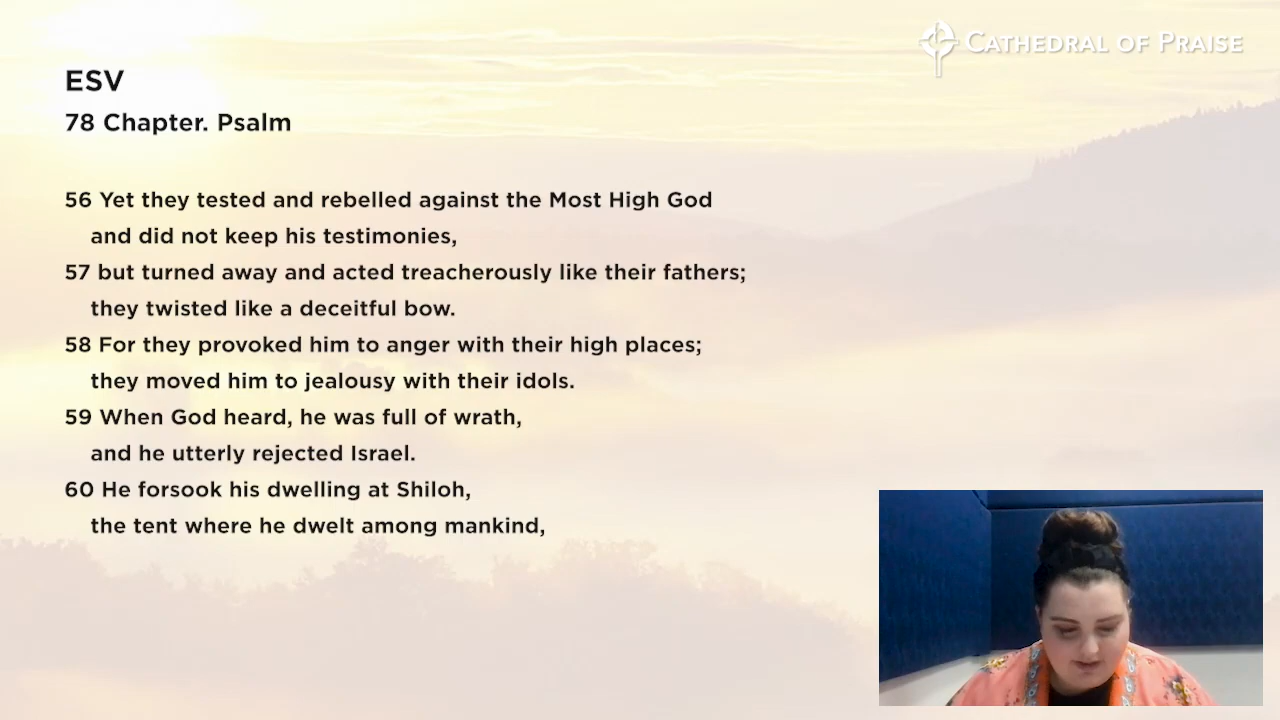 CATHEDRAL OF PRAISE
ESV
78 Chapter. Psalm
56 Yet they tested and rebelled against the Most High God
and did not keep his testimonies,
57 but turned away and acted treacherously like their fathers;
they twisted like a deceitful bow.
58 For they provoked him to anger with their high places;
they moved him to jealousy with their idols.
59 When God heard, he was full of wrath,
and he utterly rejected Israel.
60 He forsook his dwelling at Shiloh,
the tent where he dwelt among mankind,